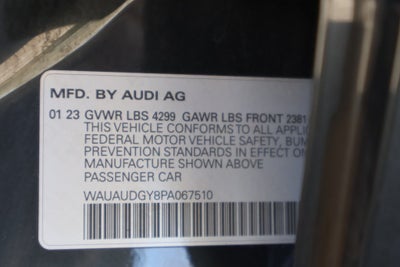 MFD. BY AUDI AG
01 23 GVWR LBS 4299 GAWR LBS FRONT 2381
THIS VEHICLE CONFORMS TO ALL APPLIC
FEDERAL MOTOR VEHICLE SAFETY, BUM
PREVENTION STANDARDS IN EFFECT ON
MANUFACTURE SHOWN ABOVE
PASSENGER CAR
WAUAUDGY8PA067510